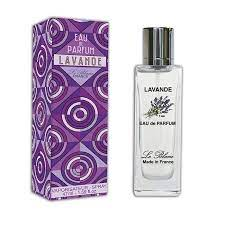 EAU
de PARFUM
LAVANDE
VAPORISATEUR - SPRAY
LAVANDE
EAU de PARFUM
Le Blanc
Made in France